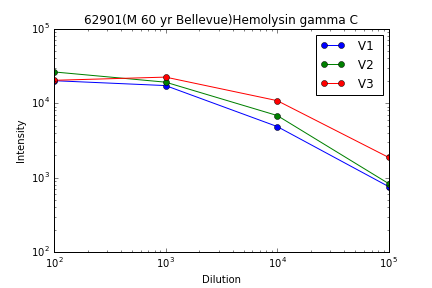 62901(M 60 yr Bellevue)Hemolysin gamma C
10^5
10^4
10^3
10^2
Intensity
V1
V2
V3
10^2 10^3 10^4 10^5
Dilution